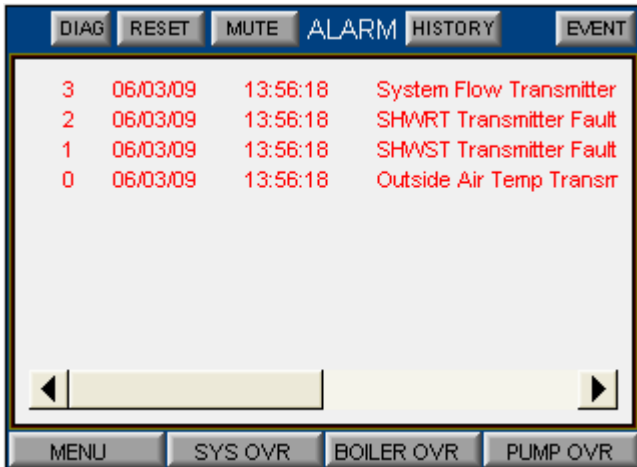 DIAG RESET MUTE ALARM HISTORY EVENT
3 06/03/09 13:56:18 System Flow Transmitter
2 06/03/09 13:56:18 SHWRT Transmitter Fault
1 06/03/09 13:56:18 SHWST Transmitter Fault
0 06/03/09 13:56:18 Outside Air Temp
MENU SYS OVR BOILER OVR PUMP OVR